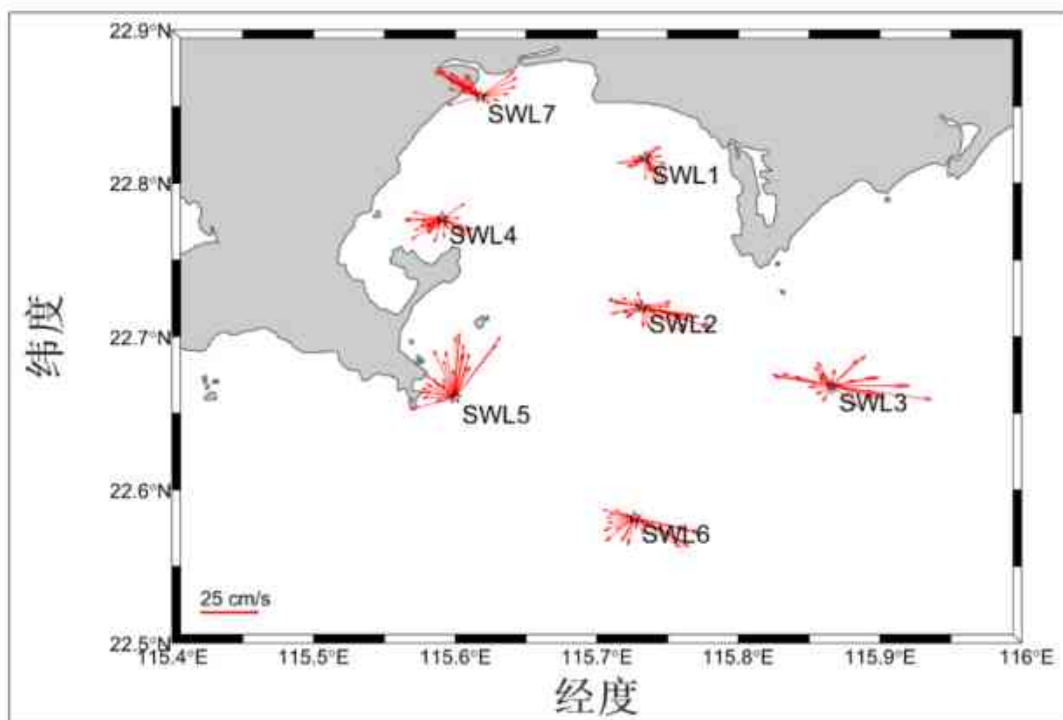 22.9°N
SWL7
SWL1
22.8°N
SWL4
SWL2
22.7°N
SWL3
SWL5
22.6°N
SWL6
25 cm/s
22.5°N
115.4°E 115.5°E 115.6°E 115.7°E 115.8°E 115.9°E 116°E
纬度
经度